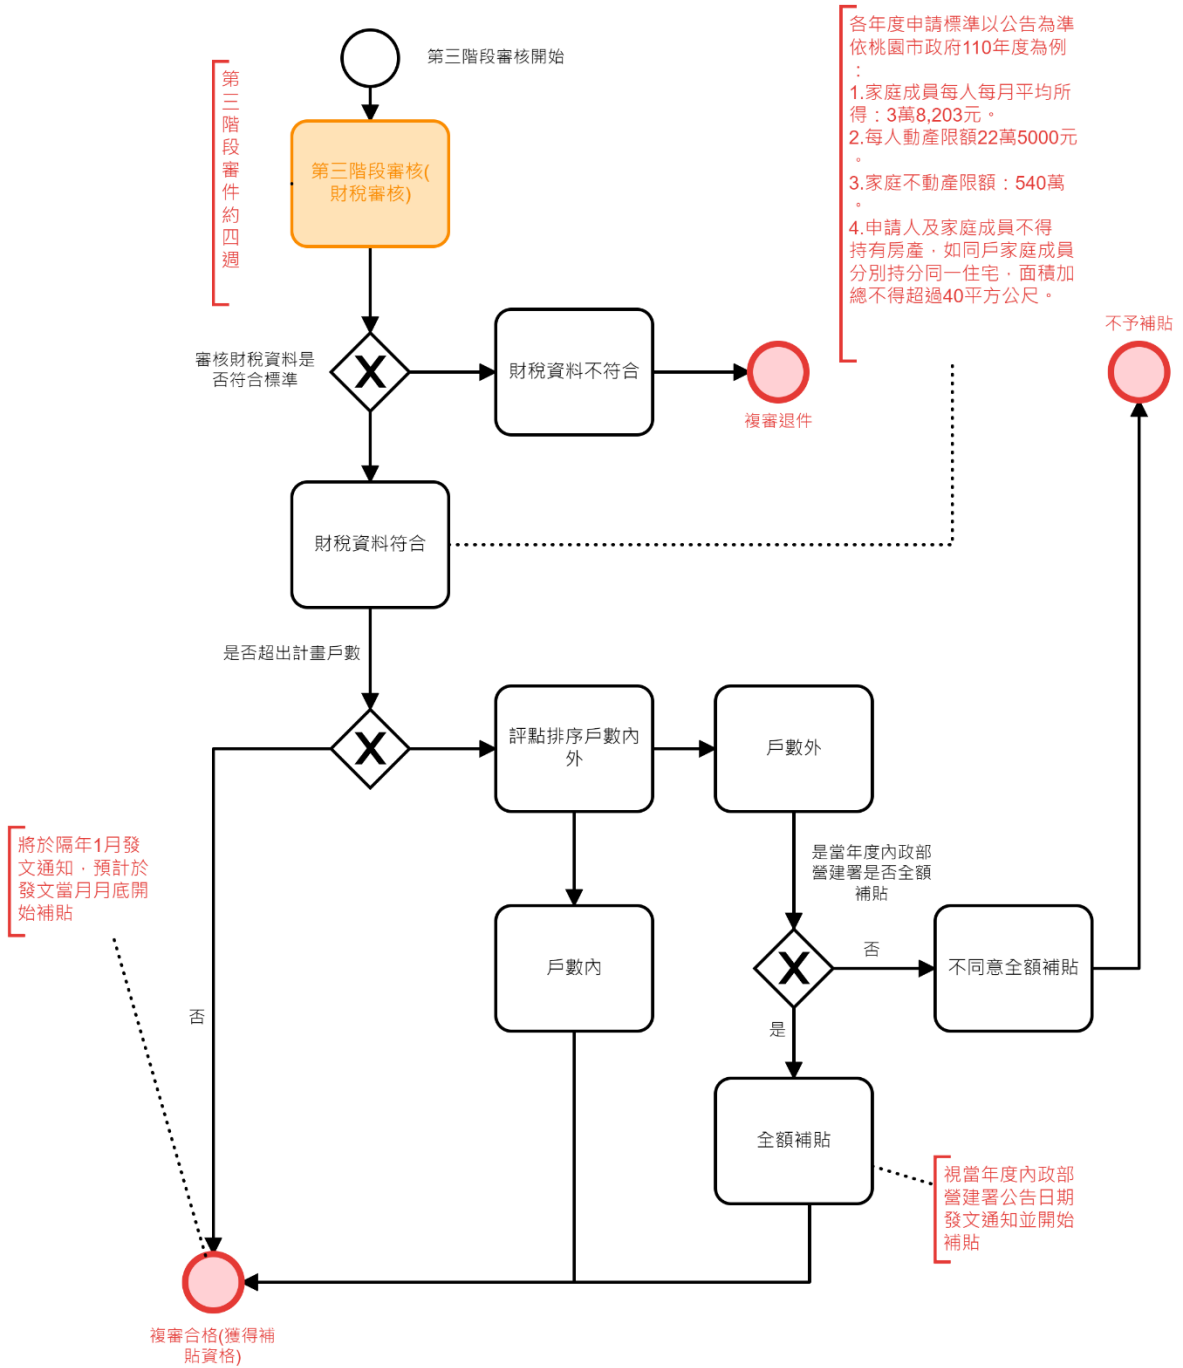 第三階段審核開始
第
三
階
段
審
件
約
四
週
第三階段審核(
財稅審核)
各年度申請標準以公告為準
依桃園市政府110年度為例
：
1.家庭成員每人每月平均所
得：3萬8,203元。
2.每人動產限額22萬5000元
。
3.家庭不動產限額：540萬
。
4.申請人及家庭成員不得
持有房產，如同戶家庭成員
分別持分同一住宅，面積加
總不得超過40平方公尺。
審核財稅資料是
否符合標準
X
財稅資料不符合
複審退件
不予補貼
財稅資料符合
是否超出計畫戶數
X
評點排序戶數內
外
戶數外
將於隔年1月發
文通知，預計於
發文當月月底開
始補貼
是當年度內政部
營建署是否全額
補貼
戶數內
X
否
不同意全額補貼
否
是
全額補貼
視當年度內政部
營建署公告日期
發文通知並開始
補貼
複審合格(獲得補
貼資格)